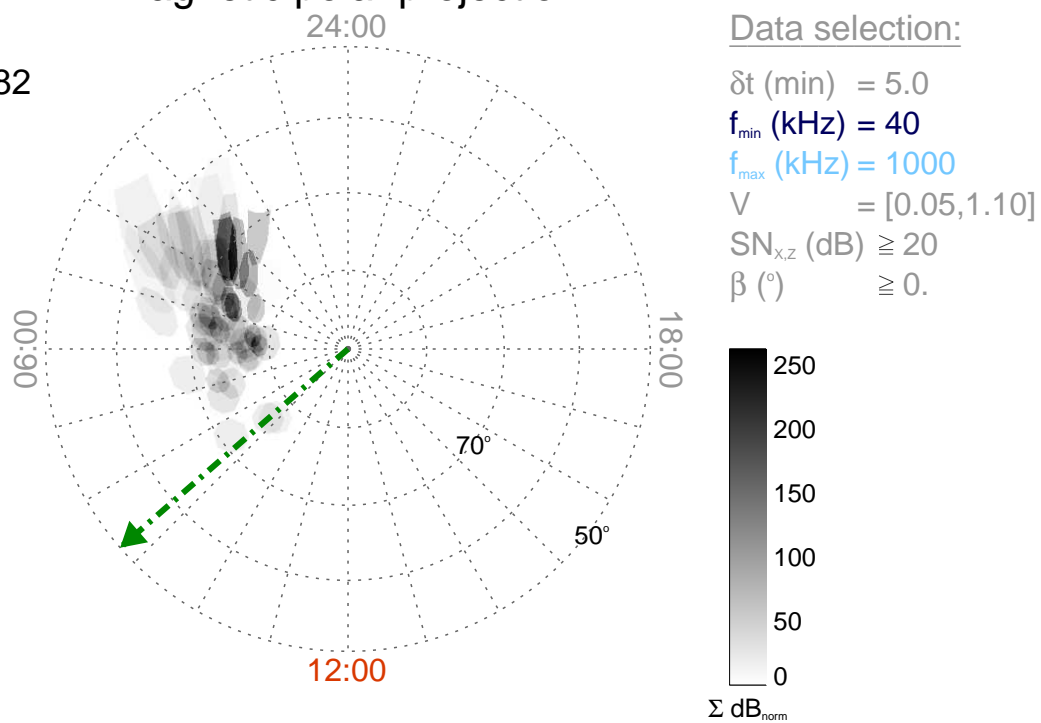 24:00
82
06:00
18:00
70°
50°
12:00
Data selection:
δt (min) = 5.0
fmin (kHz) = 40
fmax (kHz) = 1000
V = [0.05,1.10]
SNX,Z (dB) ≧ 20
β (°) ≧ 0.
250
200
150
100
50
0
Σ dBnorm